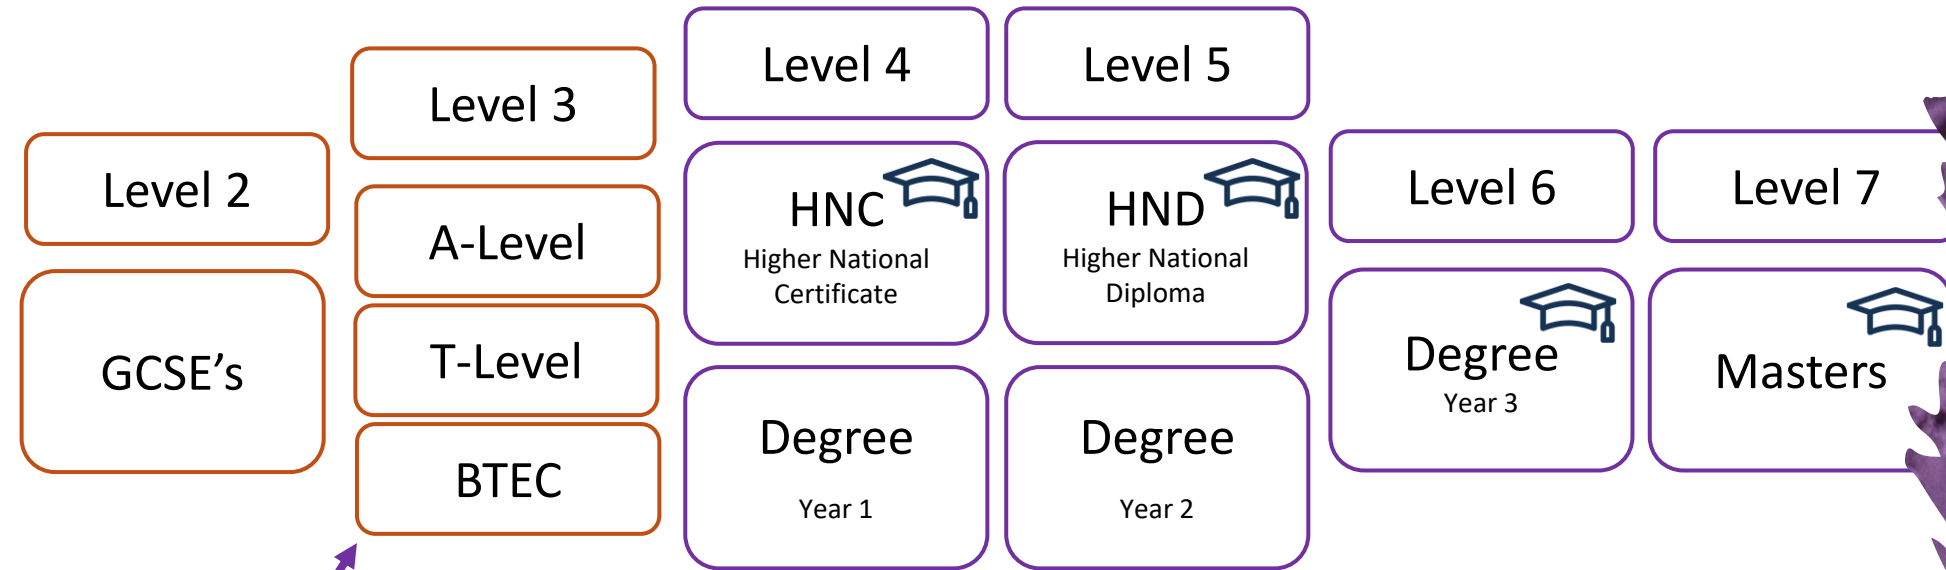 Level 2
GCSE’s
Level 3
A-Level
T-Level
BTEC
Level 4
HNC
Higher National
Certificate
Degree
Year 1
Level 5
HND
Higher National
Diploma
Degree
Year 2
Level 6
Degree
Year 3
Level 7
Masters